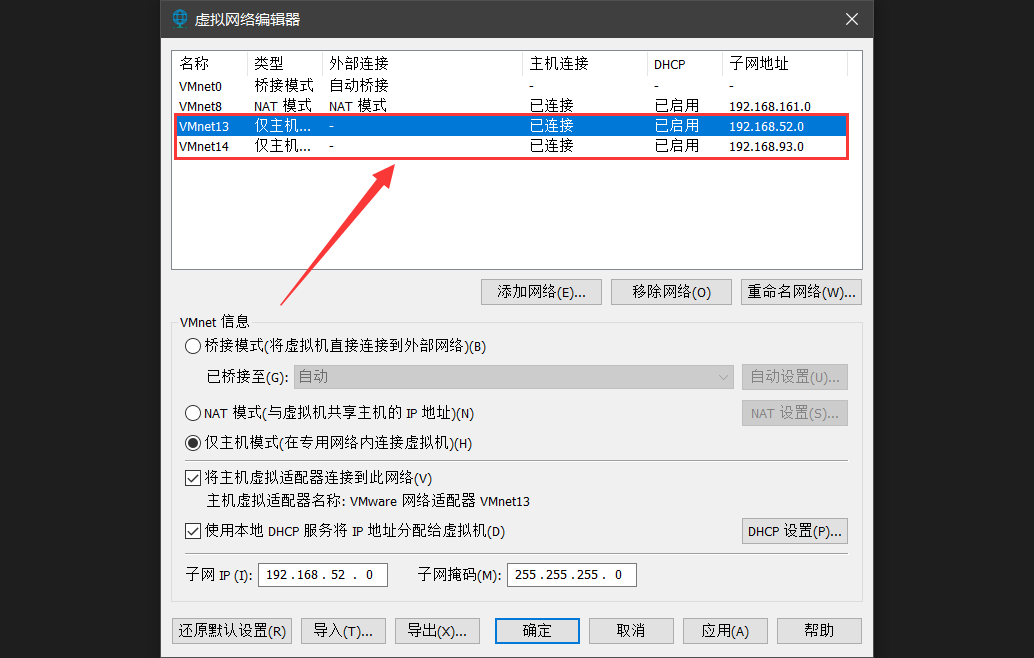 虚拟网络编辑器
名称 类型 外部连接 主机连接 DHCP 子网地址
VMnet0 桥接模式 自动桥接 - - -
VMnet8 NAT 模式 NAT 模式 已连接 已启用 192.168.161.0
VMnet13 仅主机... - 已连接 已启用 192.168.52.0
VMnet14 仅主机... - 已连接 已启用 192.168.93.0
添加网络(E)... 移除网络(O) 重命名网络(W)...
VMnet 信息
桥接模式(将虚拟机直接连接到外部网络)(B)
已桥接至(G): 自动 自动设置(U)...
NAT 模式(与虚拟机共享主机的 IP 地址)(N) NAT 设置(S)...
仅主机模式(在专用网络内连接虚拟机)(H)
将主机虚拟适配器连接到此网络(V)
主机虚拟适配器名称: VMware 网络适配器 VMnet13
使用本地 DHCP 服务将 IP 地址分配给虚拟机(D) DHCP 设置(P)...
子网 IP (I): 192 . 168 . 52 . 0 子网掩码(M): 255 . 255 . 255 . 0
还原默认设置(R) 导入(T)... 导出(X)... 确定 取消 应用(A) 帮助